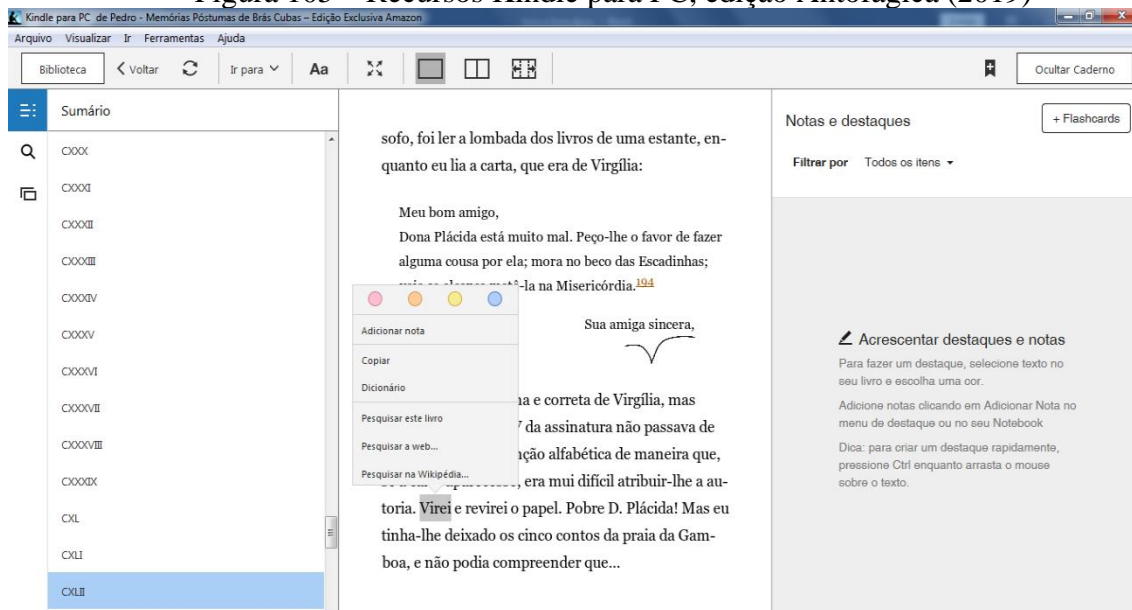 Figura 163 – Recursos Kindle para PC, edição Antofágica (2019)
Kindle para PC de Pedro - Memórias Póstumas de Brás Cubas – Edição Exclusiva Amazon
Arquivo Visualizar Ir Ferramentas Ajuda
Biblioteca Voltar Ir para Aa Ocultar Caderno
Sumário
CXXX
CXXXI
CXXXII
CXXXIII
CXXXIV
CXXXV
CXXXVI
CXXXVII
CXXXVIII
CXXXIX
CXL
CXLI
CXLII
sofo, foi ler a lombada dos livros de uma estante, en-
quanto eu lia a carta, que era de Virgília:
Meu bom amigo,
Dona Plácida está muito mal. Peço-lhe o favor de fazer
alguma cousa por ela; mora no beco das Escadinhas;
-la na Misericórdia.194
Sua amiga sincera,
Adicionar nota
Copiar
Dicionário
Pesquisar este livro
Pesquisar a web...
Pesquisar na Wikipédia...
e correta de Virgília, mas
da assinatura não passava de
alfabética de maneira que,
era mui difícil atribuir-lhe a au-
toria. Virei e revirei o papel. Pobre D. Plácida! Mas eu
tinha-lhe deixado os cinco contos da praia da Gam-
boa, e não podia compreender que...
Notas e destaques + Flashcards
Filtrar por Todos os itens
Acrescentar destaques e notas
Para fazer um destaque, selecione texto no
seu livro e escolha uma cor.
Adicione notas clicando em Adicionar Nota no
menu de destaque ou no seu Notebook
Dica: para criar um destaque rapidamente,
pressione Ctrl enquanto arrasta o mouse
sobre o texto.